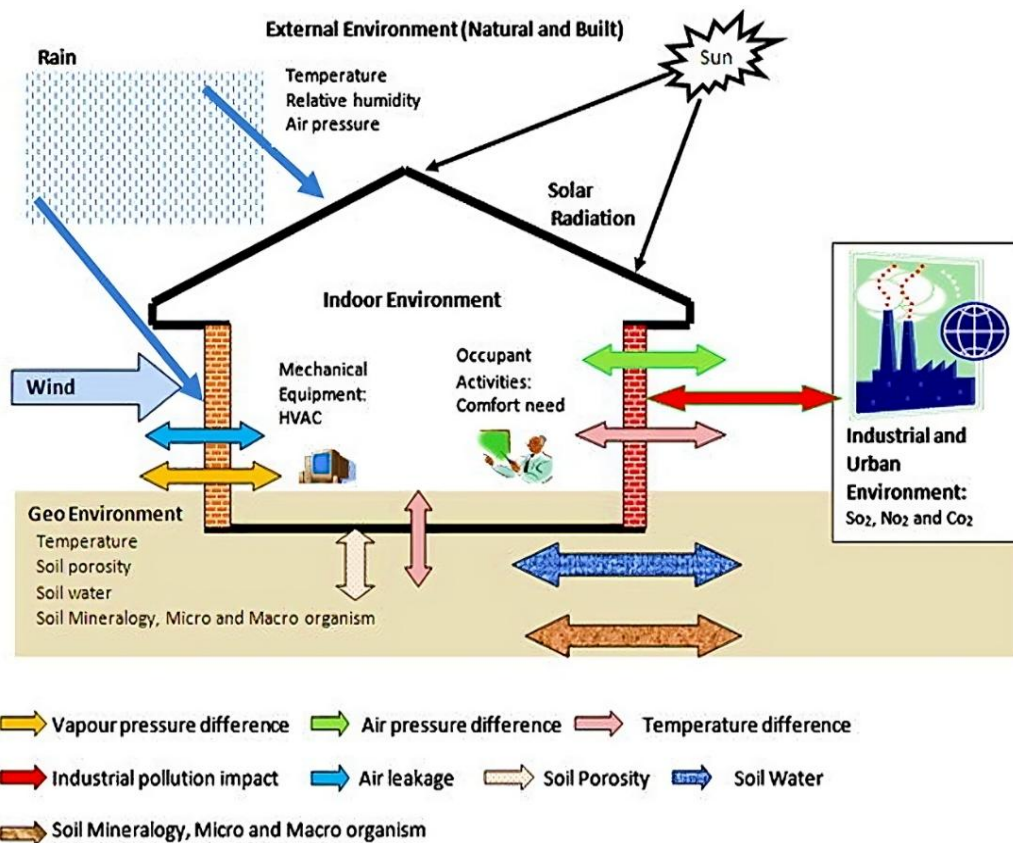 External Environment (Natural and Built)
Rain
Sun
Temperature
Relative humidity
Air pressure
Solar
Radiation
Indoor Environment
Wind
Mechanical
Equipment:
HVAC
Occupant
Activities:
Comfort need
Industrial and
Urban
Environment:
So₂, No₂ and Co₂
Geo Environment
Temperature
Soil porosity
Soil water
Soil Mineralogy, Micro and Macro organism
Vapour pressure difference
Air pressure difference
Temperature difference
Industrial pollution impact
Air leakage
Soil Porosity
Soil Water
Soil Mineralogy, Micro and Macro organism